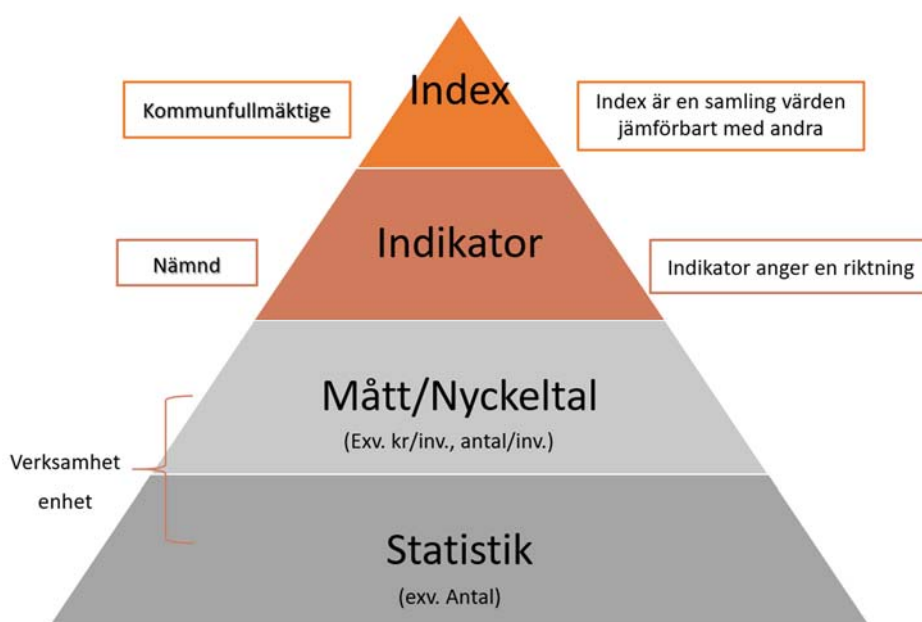 Index
Kommunfullmäktige
Index är en samling värden
jämförbart med andra
Indikator
Nämnd
Indikator anger en riktning
Mått/Nyckeltal
(Exv. kr/inv., antal/inv.)
Verksamhet
enhet
Statistik
(exv. Antal)